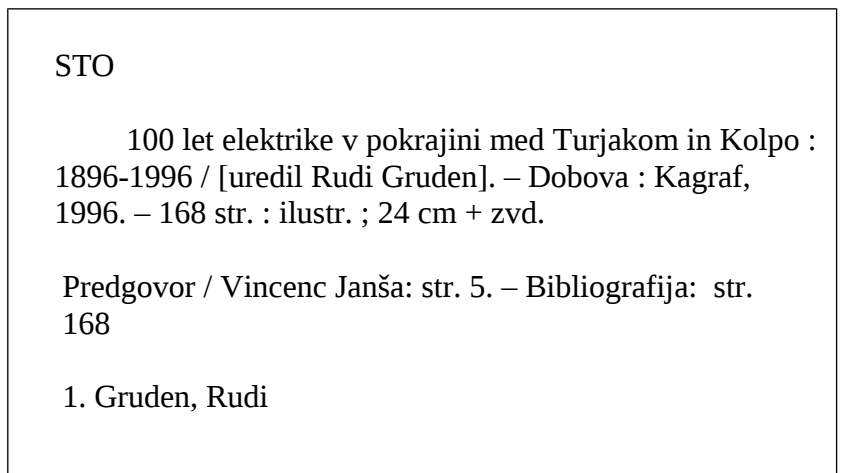 STO
100 let elektrike v pokrajini med Turjakom in Kolpo :
1896-1996 / [uredil Rudi Gruden]. – Dobova : Kagraf,
1996. – 168 str. : ilustr. ; 24 cm + zvd.
Predgovor / Vincenc Janša: str. 5. – Bibliografija:  str.
168
1. Gruden, Rudi